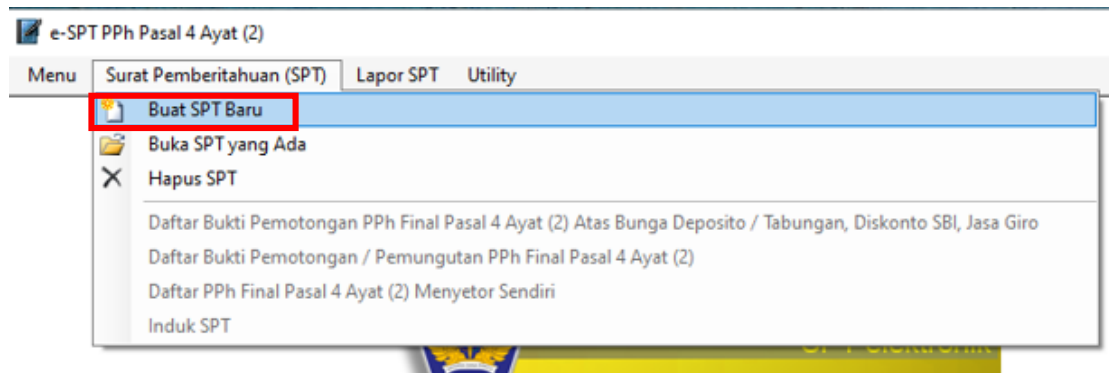 e-SPT PPh Pasal 4 Ayat (2)
Menu Surat Pemberitahuan (SPT) Lapor SPT Utility
Buat SPT Baru
Buka SPT yang Ada
Hapus SPT
Daftar Bukti Pemotongan PPh Final Pasal 4 Ayat (2) Atas Bunga Deposito / Tabungan, Diskonto SBI, Jasa Giro
Daftar Bukti Pemotongan / Pemungutan PPh Final Pasal 4 Ayat (2)
Daftar PPh Final Pasal 4 Ayat (2) Menyetor Sendiri
Induk SPT